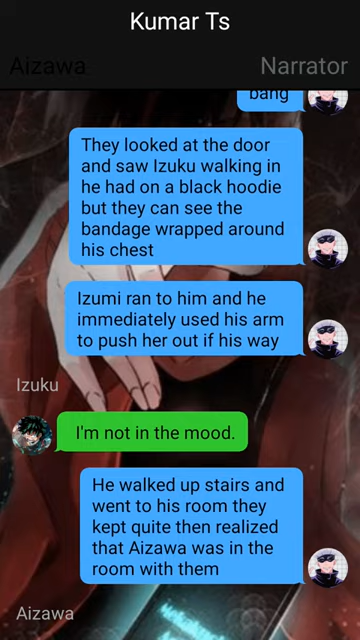 Kumar Ts
Aizawa
Narrator
bang
They looked at the door
and saw Izuku walking in
he had on a black hoodie
but they can see the
bandage wrapped around
his chest
Izumi ran to him and he
immediately used his arm
to push her out if his way
Izuku
I'm not in the mood.
He walked up stairs and
went to his room they
kept quite then realized
that Aizawa was in the
room with them
Aizawa